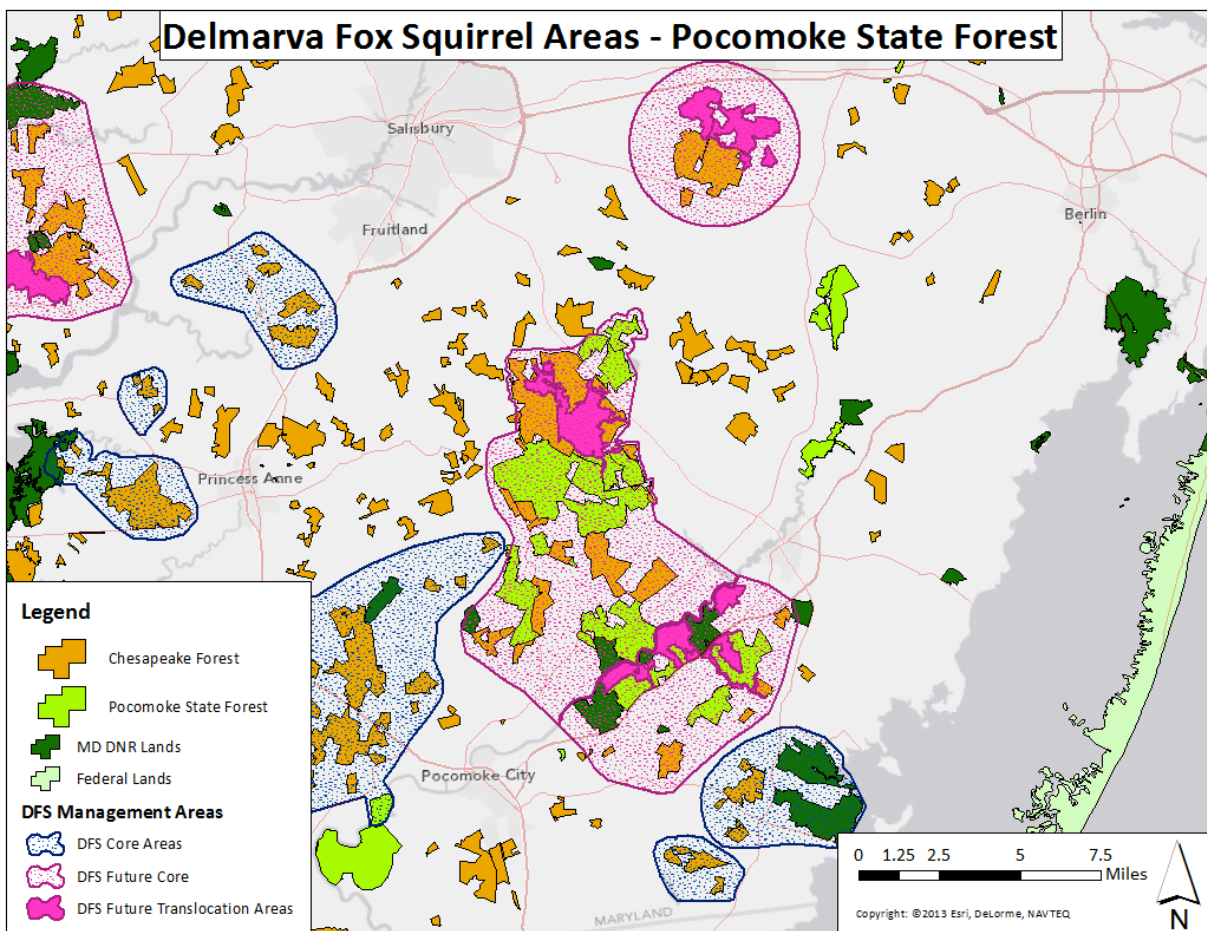 Delmarva Fox Squirrel Areas - Pocomoke State Forest
Salisbury
Fruitland
Berlin
Princess Anne
Pocomoke City
MARYLAND
Legend
Chesapeake Forest
Pocomoke State Forest
MD DNR Lands
Federal Lands
DFS Management Areas
DFS Core Areas
DFS Future Core
DFS Future Translocation Areas
0 1.25 2.5 5 7.5
Miles
Copyright: ©2013 Esri, DeLorme, NAVTEQ
N